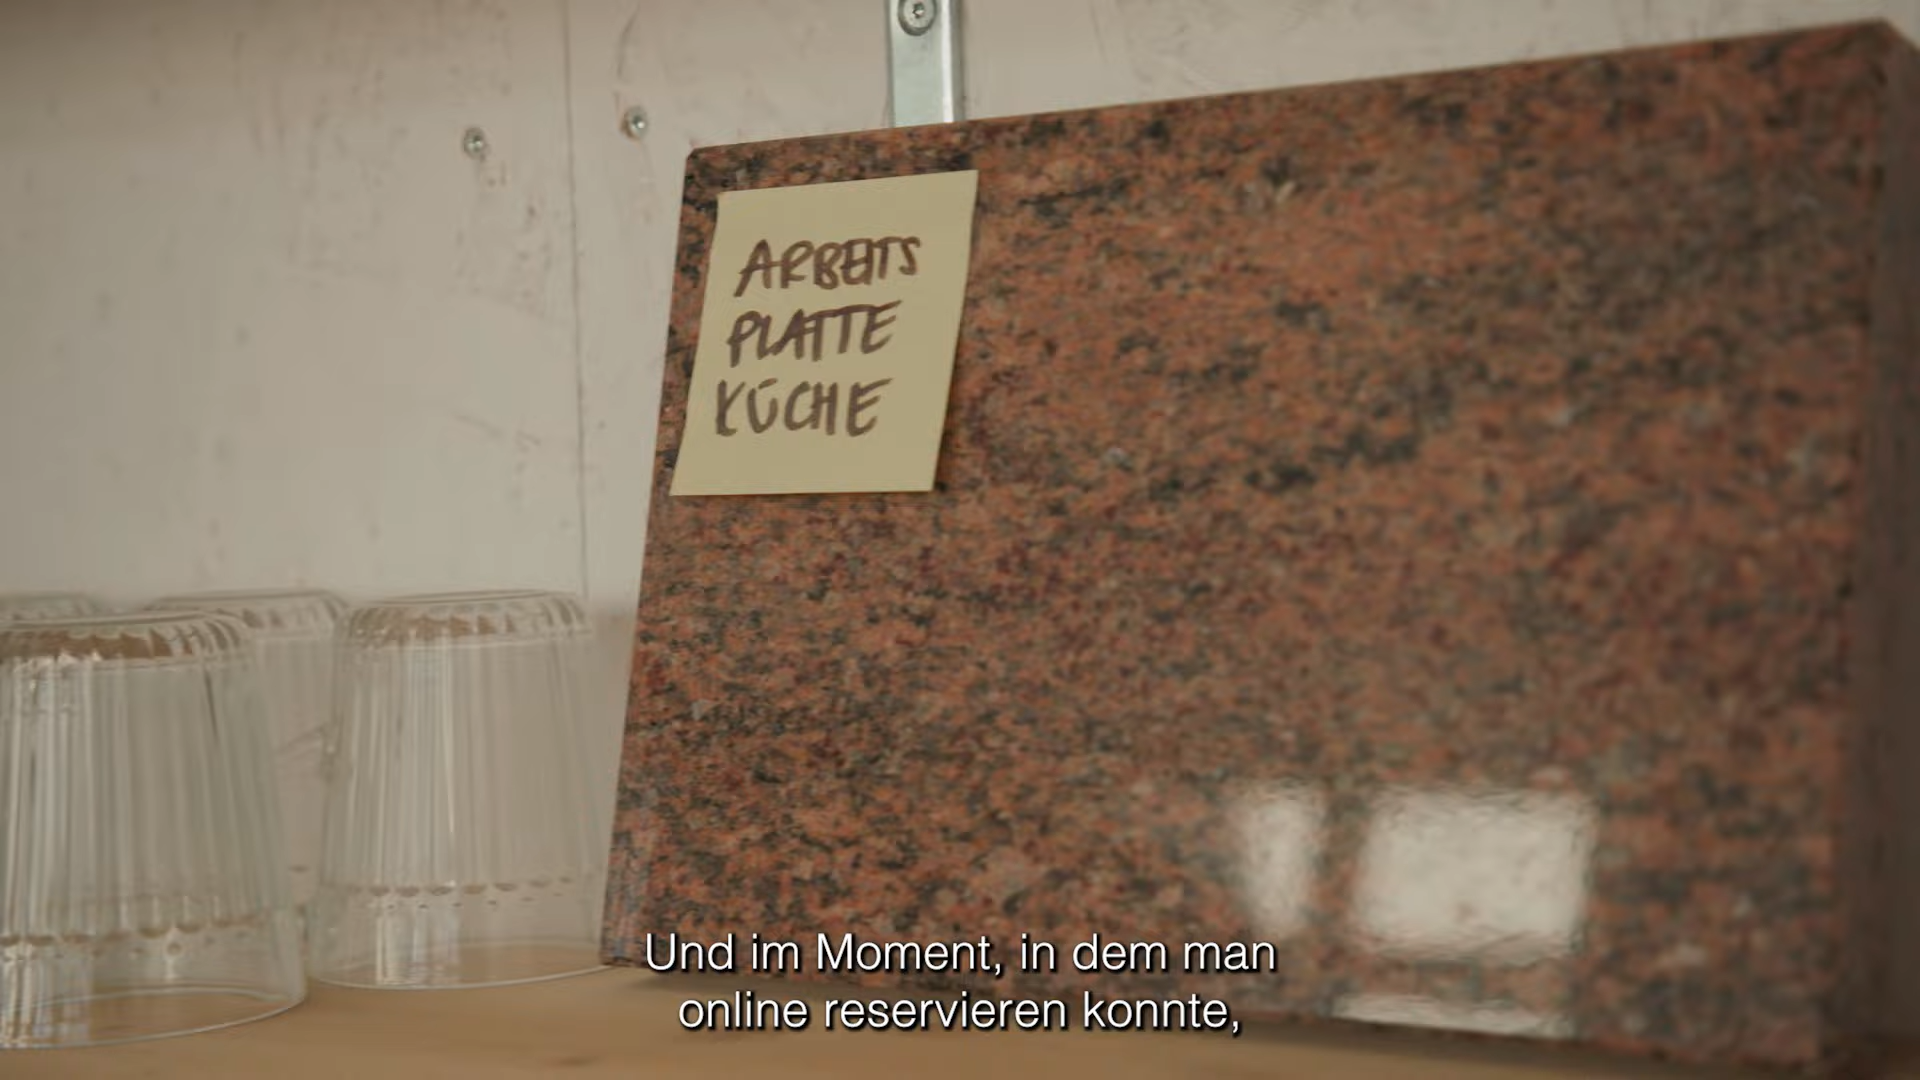 ARBEITS
PLATTE
KÜCHE
Und im Moment, in dem man
online reservieren konnte,